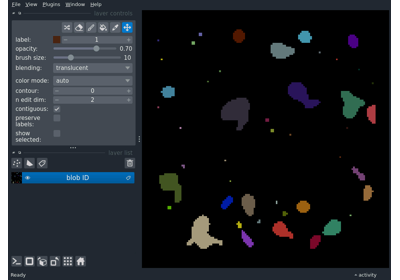 File View Plugins Window Help
layer controls
label: 1
opacity: 0.70
brush size: 10
blending: translucent
color mode: auto
contour: 0
n edit dim: 2
contiguous:
preserve
labels:
show
selected:
layer list
blob ID
Ready
activity